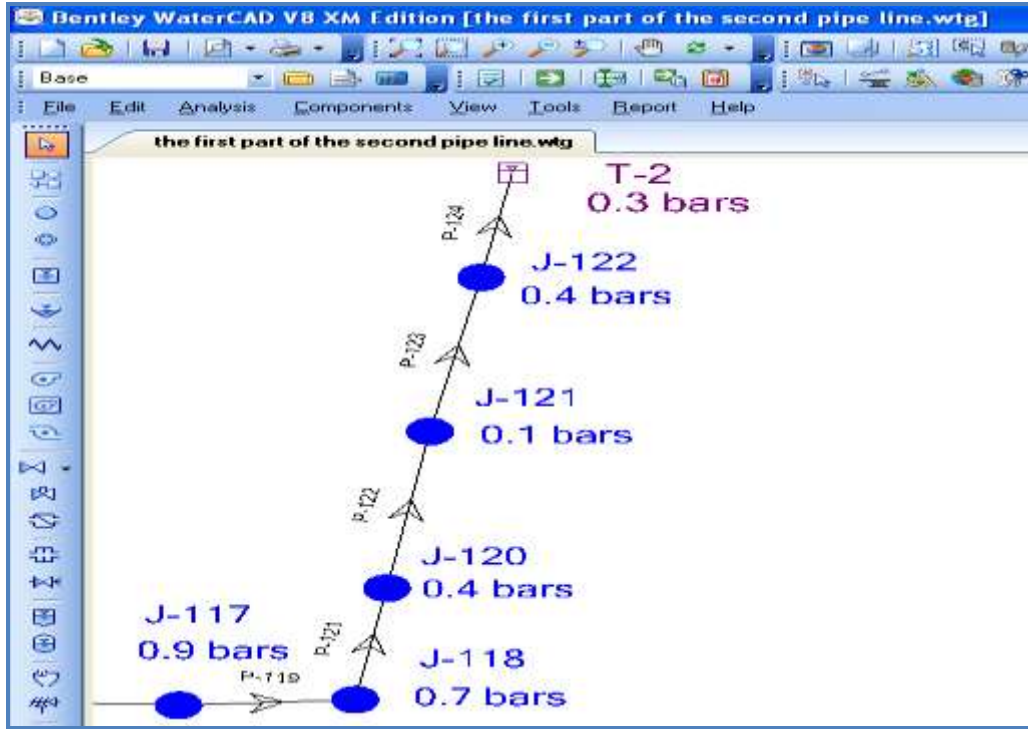 Bentley WaterCAD V8 XM Edition [the first part of the second pipe line.wtg]
Base
File Edit Analysis Components View Tools Report Help
the first part of the second pipe line.wtg
T-2
0.3 bars
P-124
J-122
0.4 bars
P-123
J-121
0.1 bars
P-122
J-120
0.4 bars
J-117
0.9 bars
P-121
J-118
0.7 bars
P-119